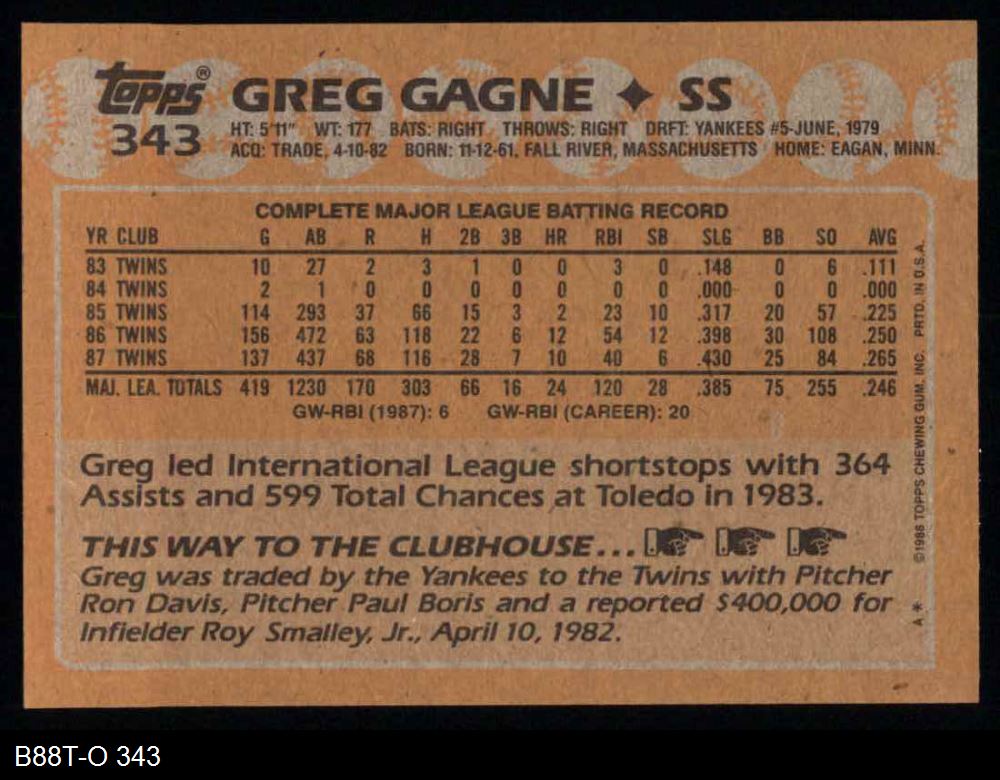 topps® GREG GAGNE ✦ SS
343 HT: 5'11" WT: 177 BATS: RIGHT THROWS: RIGHT DRFT: YANKEES #5-JUNE, 1979
ACQ: TRADE, 4-10-82 BORN: 11-12-61, FALL RIVER, MASSACHUSETTS HOME: EAGAN, MINN.
COMPLETE MAJOR LEAGUE BATTING RECORD
YR CLUB G AB R H 2B 3B HR RBI SB SLG BB SO AVG
83 TWINS 10 27 2 3 1 0 0 3 0 .148 0 6 .111
84 TWINS 2 1 0 0 0 0 0 0 0 .000 0 0 .000
85 TWINS 114 293 37 66 15 3 2 23 10 .317 20 57 .225
86 TWINS 156 472 63 118 22 6 12 54 12 .398 30 108 .250
87 TWINS 137 437 68 116 28 7 10 40 6 .430 25 84 .265
MAJ. LEA. TOTALS 419 1230 170 303 66 16 24 120 28 .385 75 255 .246
GW-RBI (1987): 6 GW-RBI (CAREER): 20
Greg led International League shortstops with 364
Assists and 599 Total Chances at Toledo in 1983.
THIS WAY TO THE CLUBHOUSE...
Greg was traded by the Yankees to the Twins with Pitcher
Ron Davis, Pitcher Paul Boris and a reported $400,000 for
Infielder Roy Smalley, Jr., April 10, 1982.
A* ©1988 TOPPS CHEWING GUM, INC. PRTD. IN U.S.A.
B88T-O 343